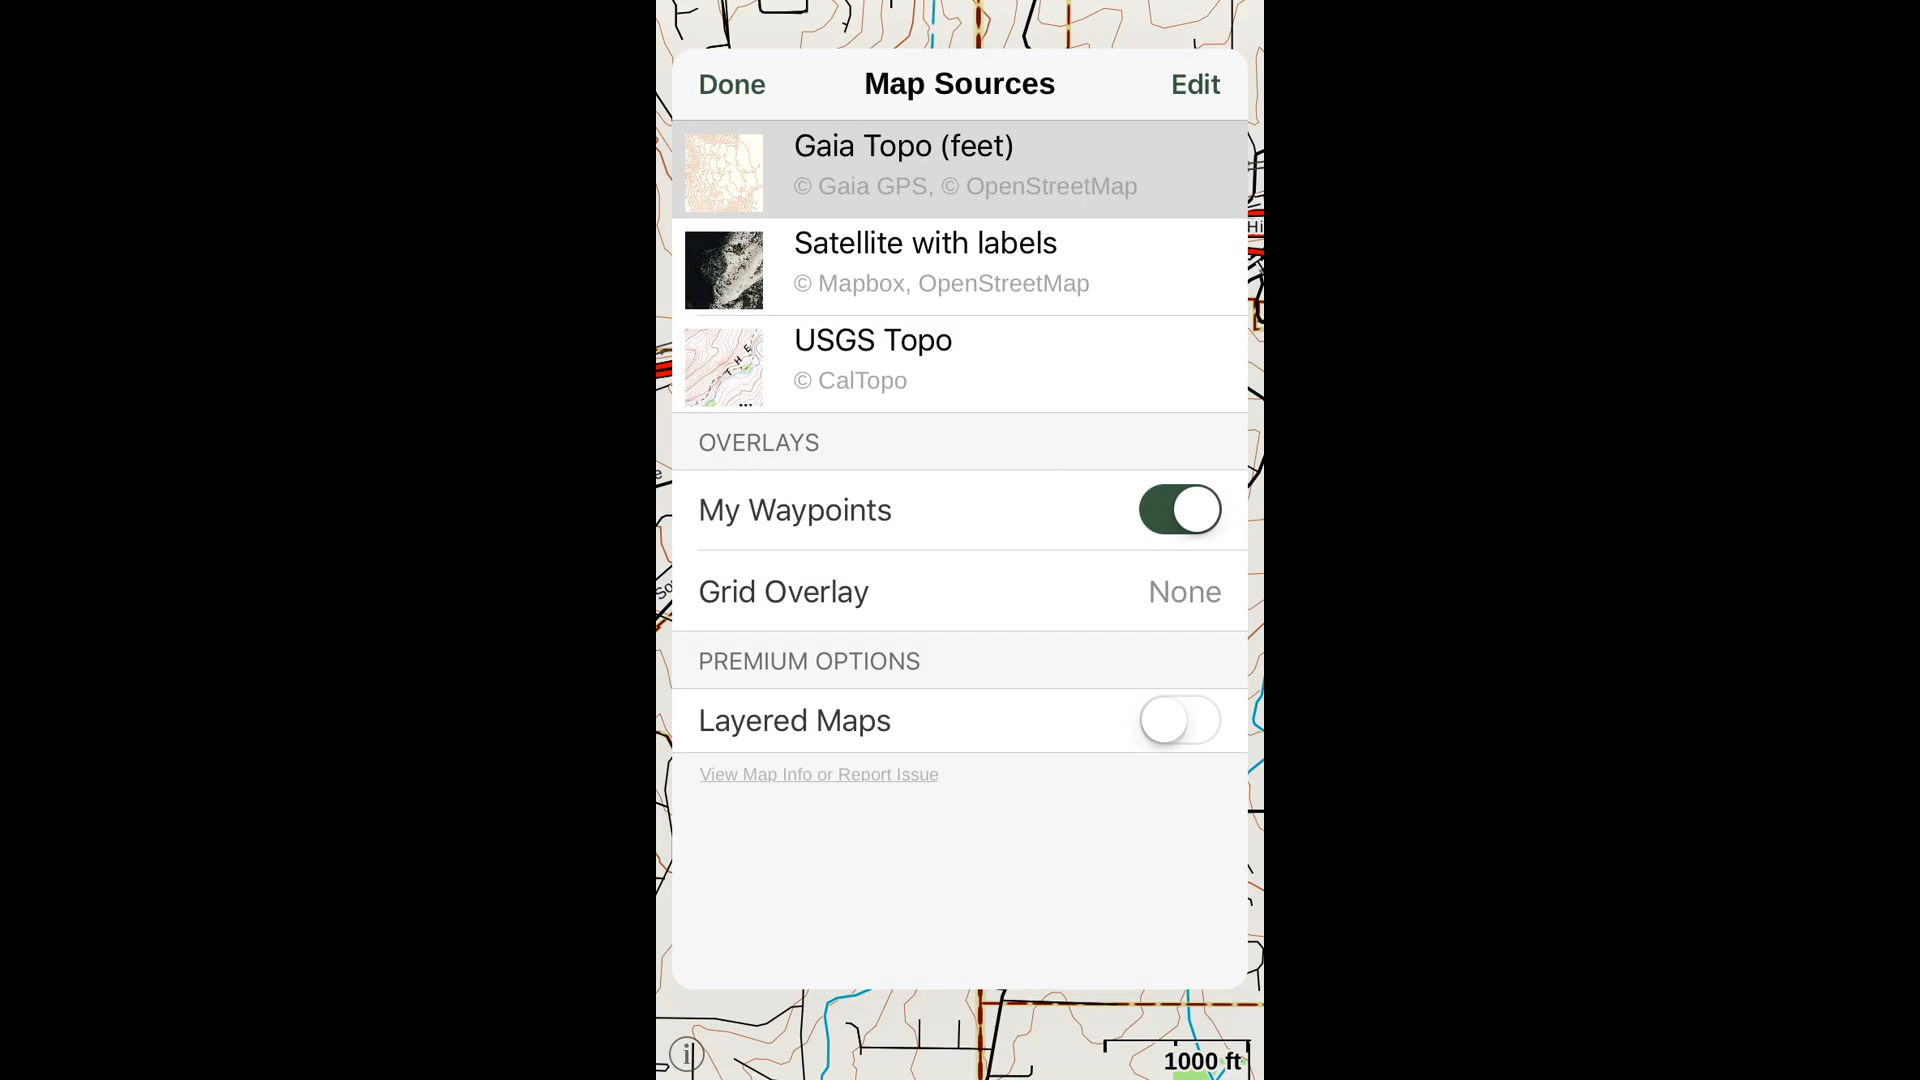 Done Map Sources Edit
Gaia Topo (feet)
© Gaia GPS, © OpenStreetMap
Satellite with labels
© Mapbox, OpenStreetMap
USGS Topo
© CalTopo
OVERLAYS
My Waypoints
Grid Overlay None
PREMIUM OPTIONS
Layered Maps
View Map Info or Report Issue
1000 ft